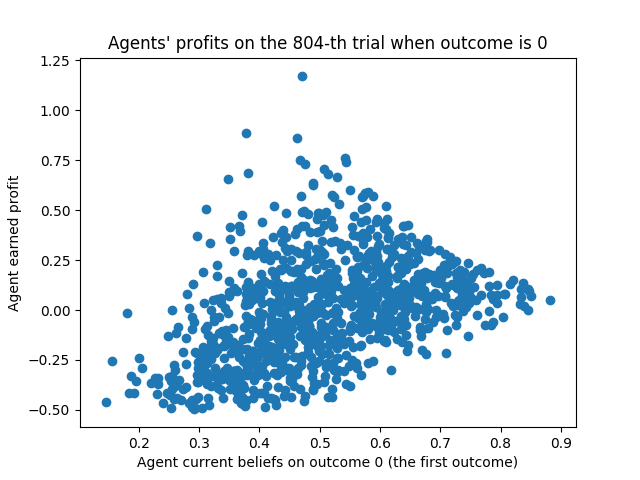 Agents' profits on the 804-th trial when outcome is 0
1.25
1.00
0.75
0.50
0.25
0.00
−0.25
−0.50
Agent earned profit
0.2 0.3 0.4 0.5 0.6 0.7 0.8 0.9
Agent current beliefs on outcome 0 (the first outcome)